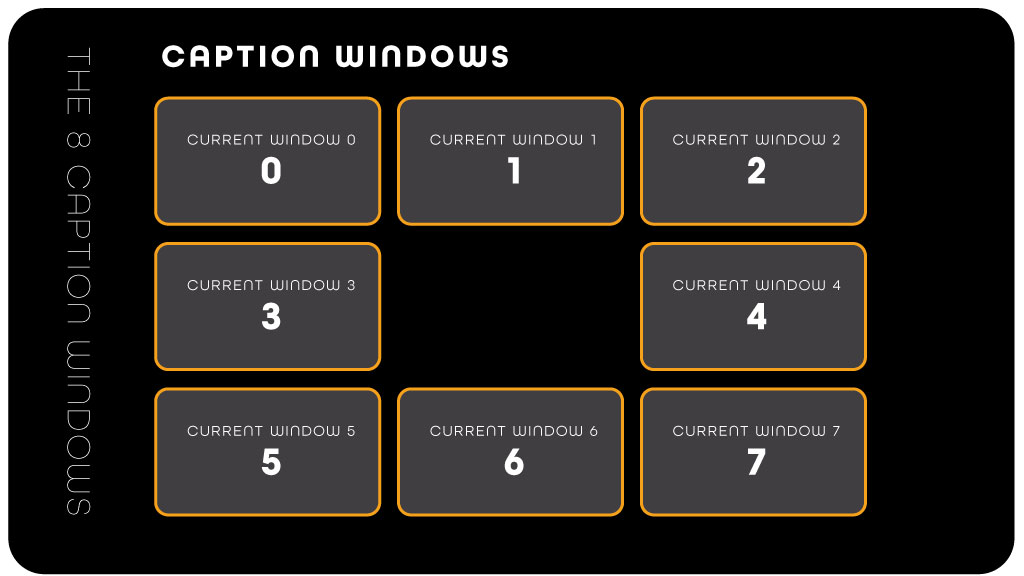 THE 8 CAPTION WINDOWS
CAPTION WINDOWS
CURRENT WINDOW 0
0
CURRENT WINDOW 1
1
CURRENT WINDOW 2
2
CURRENT WINDOW 3
3
CURRENT WINDOW 4
4
CURRENT WINDOW 5
5
CURRENT WINDOW 6
6
CURRENT WINDOW 7
7